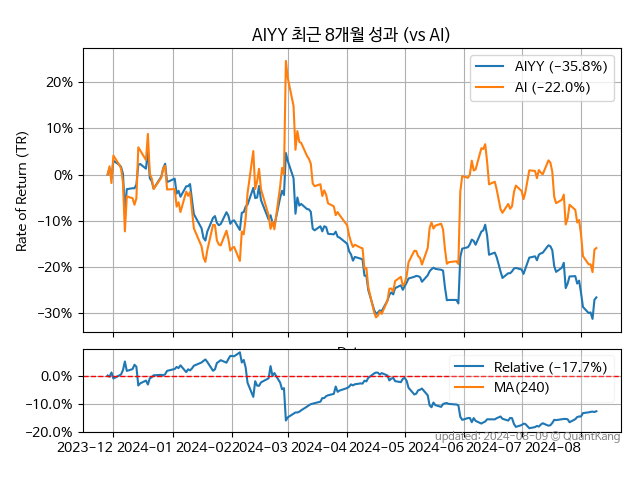 AIYY 최근 8개월 성과 (vs AI)
AIYY (−35.8%)
AI (−22.0%)
Rate of Return (TR)
20%
10%
0%
−10%
−20%
−30%
Relative (−17.7%)
MA(240)
0.0%
−10.0%
−20.0%
updated: 2024-08-09 © QuantKang
2023−12 2024−01 2024−02 2024−03 2024−04 2024−05 2024−06 2024−07 2024−08